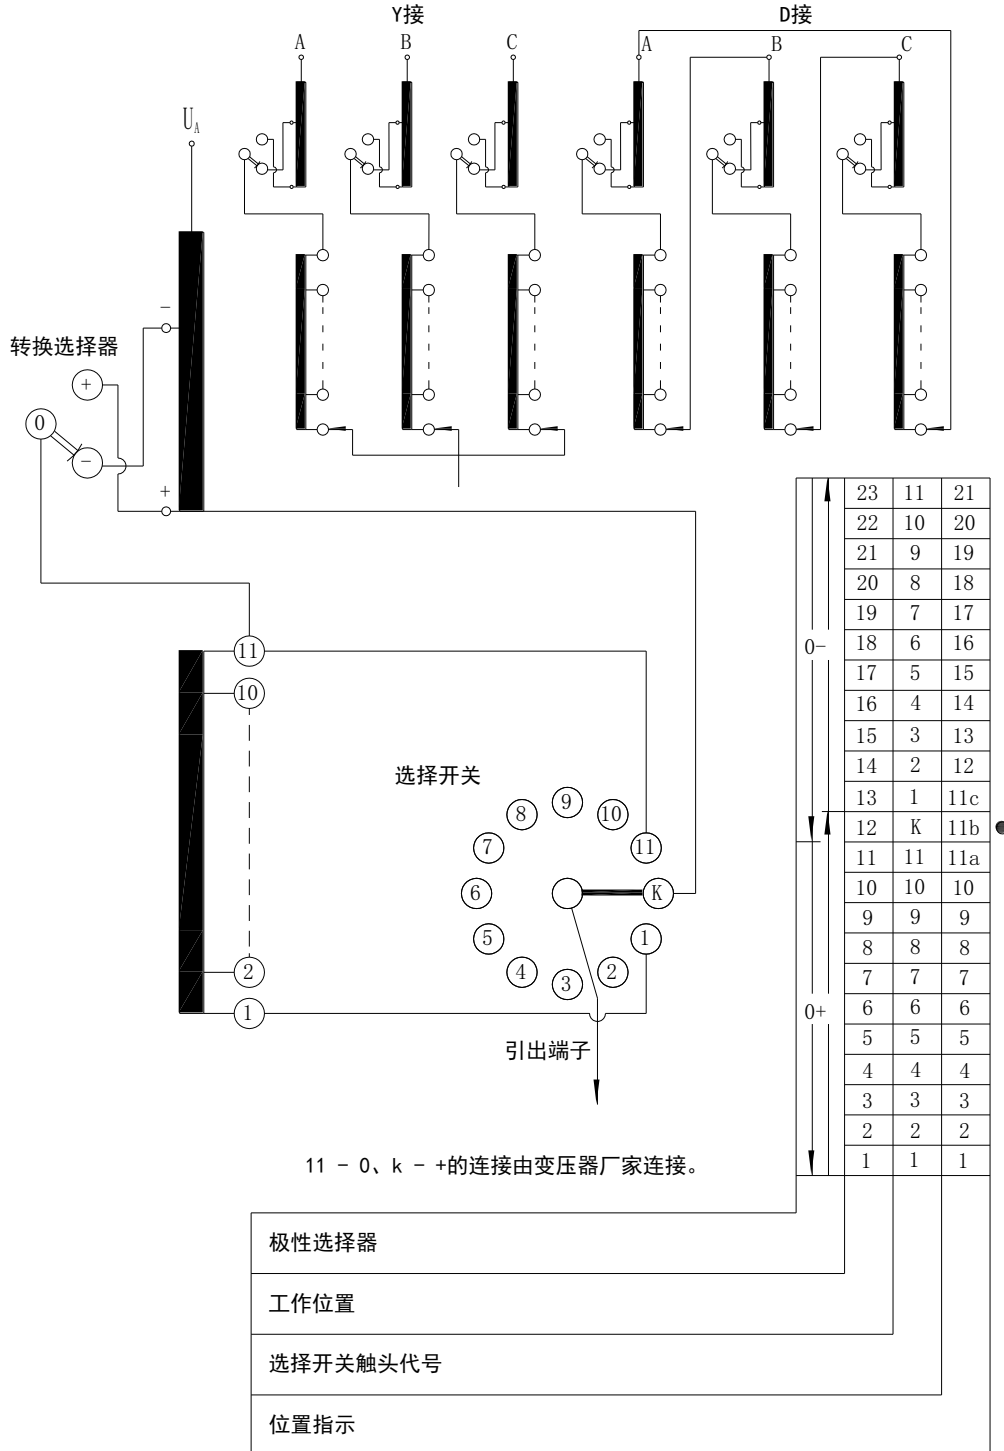 Y接
D接
A
B
C
A
B
C
U_A
-
转换选择器
+
0
-
+
11
10
2
1
选择开关
9
8
10
7
11
6
K
5
1
4
2
3
引出端子
11 - 0、k - +的连接由变压器厂家连接。
0-
0+
23 11 21
22 10 20
21 9 19
20 8 18
19 7 17
18 6 16
17 5 15
16 4 14
15 3 13
14 2 12
13 1 11c
12 K 11b
11 11 11a
10 10 10
9 9 9
8 8 8
7 7 7
6 6 6
5 5 5
4 4 4
3 3 3
2 2 2
1 1 1
极性选择器
工作位置
选择开关触头代号
位置指示